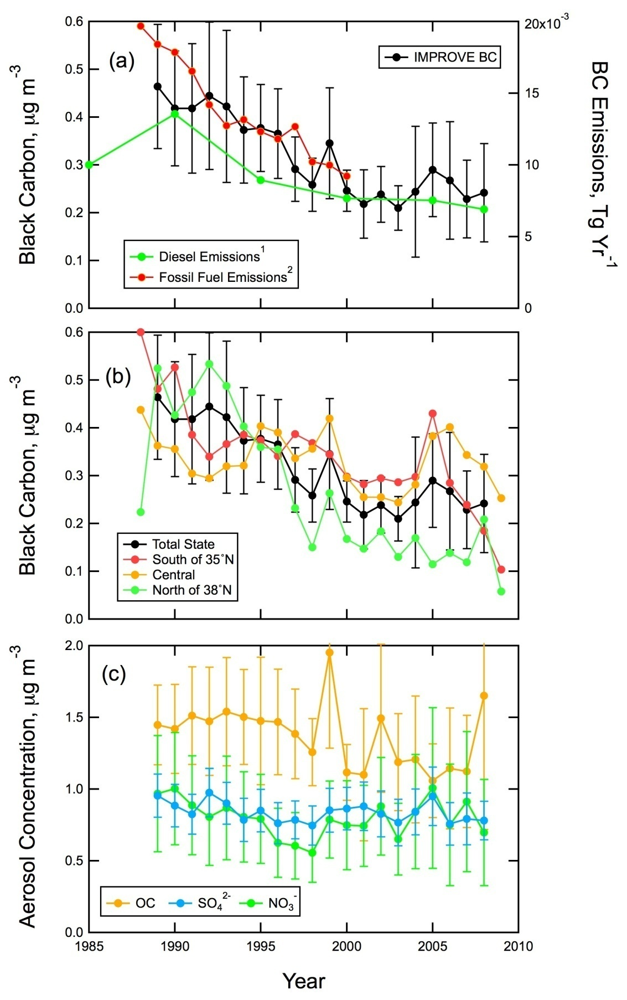 0.6
0.5
0.4
0.3
0.2
0.1
0.0
Black Carbon, μg m-3
(a)
IMPROVE BC
Diesel Emissions1
Fossil Fuel Emissions2
20x10-3
15
10
5
0
BC Emissions, Tg Yr-1
0.6
0.5
0.4
0.3
0.2
0.1
0.0
Black Carbon, μg m-3
(b)
Total State
South of 35˚N
Central
North of 38˚N
2.0
1.5
1.0
0.5
0.0
Aerosol Concentration, μg m-3
(c)
OC SO42- NO3-
1985 1990 1995 2000 2005 2010
Year